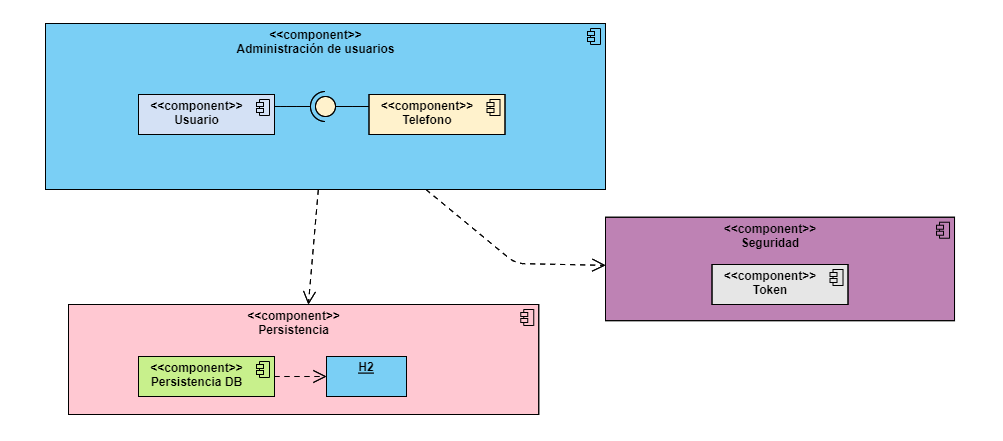 <<component>>
Administración de usuarios
<<component>>
Usuario
<<component>>
Telefono
<<component>>
Seguridad
<<component>>
Token
<<component>>
Persistencia
<<component>>
Persistencia DB
H2